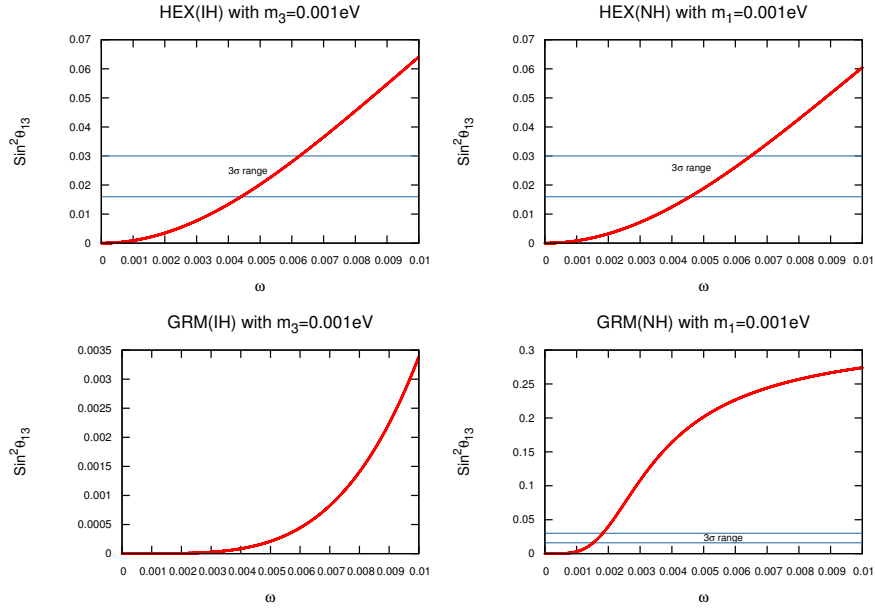 HEX(IH) with m3=0.001eV
Sin²θ13
0.07
0.06
0.05
0.04
0.03
0.02
0.01
0
3σ range
0 0.001 0.002 0.003 0.004 0.005 0.006 0.007 0.008 0.009 0.01
ω
HEX(NH) with m1=0.001eV
Sin²θ13
0.07
0.06
0.05
0.04
0.03
0.02
0.01
0
3σ range
0 0.001 0.002 0.003 0.004 0.005 0.006 0.007 0.008 0.009 0.01
ω
GRM(IH) with m3=0.001eV
Sin²θ13
0.0035
0.003
0.0025
0.002
0.0015
0.001
0.0005
0
0 0.001 0.002 0.003 0.004 0.005 0.006 0.007 0.008 0.009 0.01
ω
GRM(NH) with m1=0.001eV
Sin²θ13
0.3
0.25
0.2
0.15
0.1
0.05
0
3σ range
0 0.001 0.002 0.003 0.004 0.005 0.006 0.007 0.008 0.009 0.01
ω